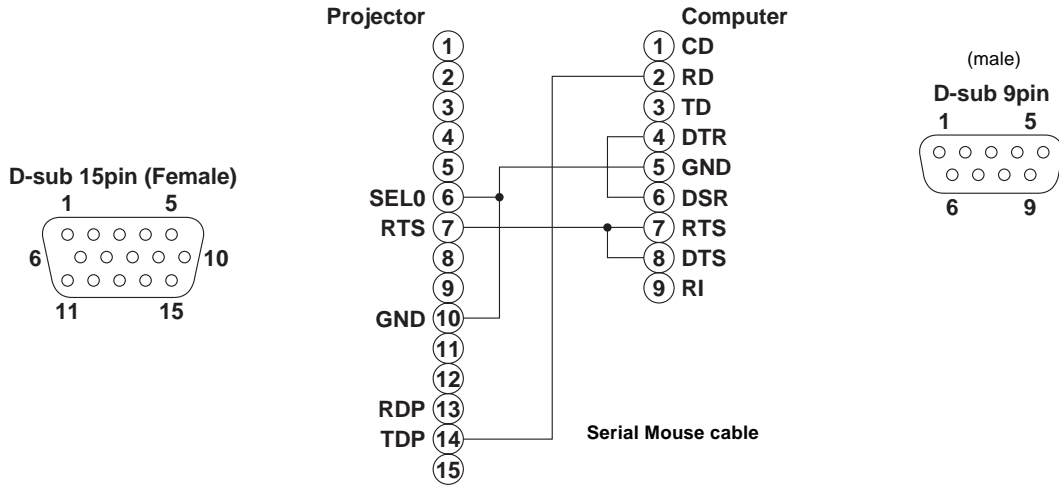 Projector
Computer
1
1 CD
2
2 RD
3
3 TD
4
4 DTR
5
5 GND
SEL0 6
6 DSR
RTS 7
7 RTS
8
8 DTS
9
9 RI
GND 10
11
12
RDP 13
TDP 14
15
Serial Mouse cable
D-sub 15pin (Female)
1 5
6 10
11 15
(male)
D-sub 9pin
1 5
6 9